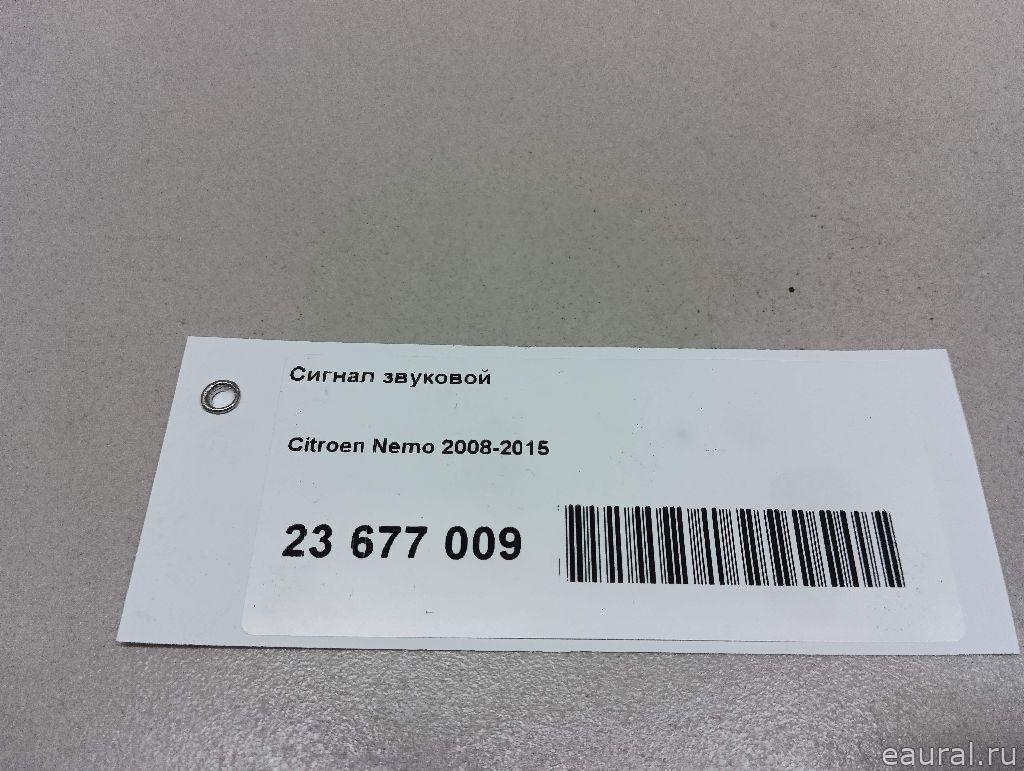 Сигнал звуковой
Citroen Nemo 2008-2015
23 677 009
eaural.ru